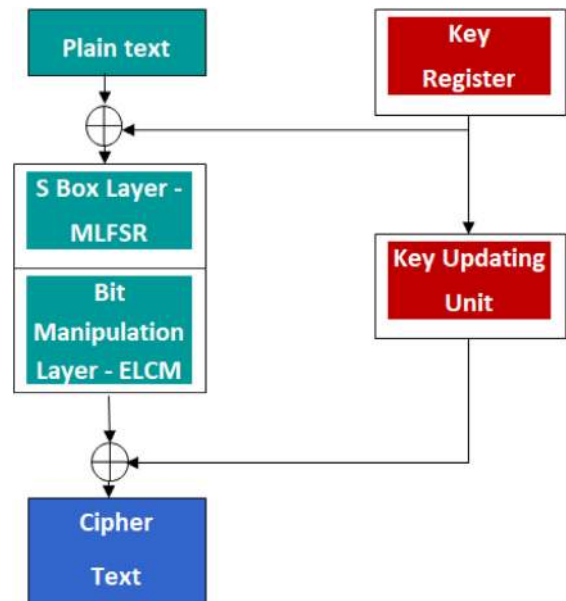 Plain text
Key
Register
S Box Layer -
MLFSR
Key Updating
Unit
Bit
Manipulation
Layer - ELCM
Cipher
Text